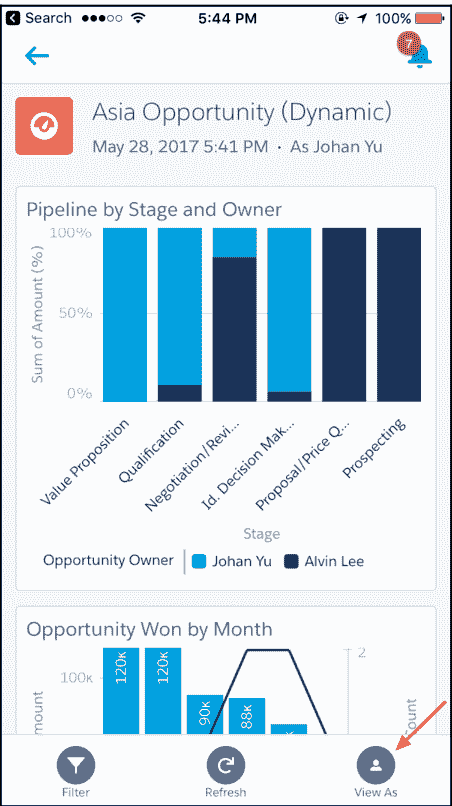 Search 5:44 PM 100%
7
Asia Opportunity (Dynamic)
May 28, 2017 5:41 PM · As Johan Yu
Pipeline by Stage and Owner
100%
50%
0%
Sum of Amount (%)
Value Proposition
Qualification
Negotiation/Revi...
Id. Decision Mak...
Proposal/Price Q...
Prospecting
Stage
Opportunity Owner Johan Yu Alvin Lee
Opportunity Won by Month
100K
120K
120K
90K
88K
K
2
mount
ount
Filter Refresh View As